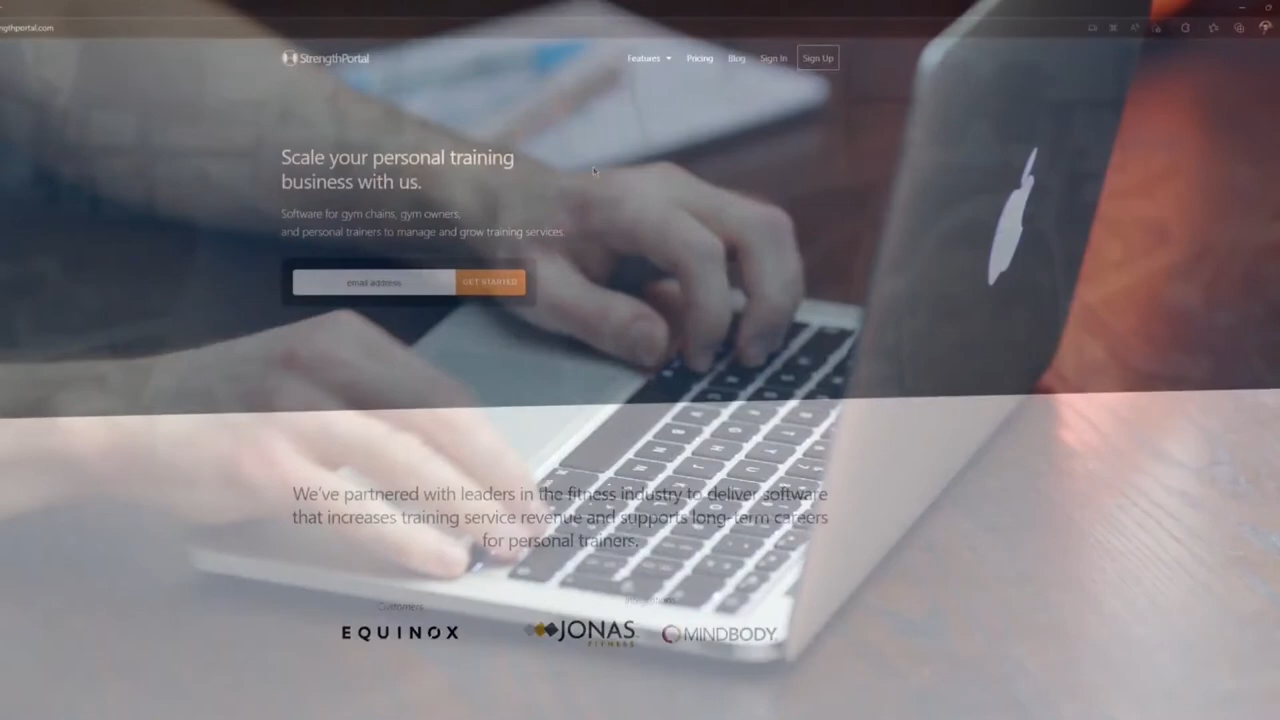 ngthportal.com
StrengthPortal
Features Pricing Blog Sign In Sign Up
Scale your personal training
business with us.
Software for gym chains, gym owners,
and personal trainers to manage and grow training services.
email address GET STARTED
We've partnered with leaders in the fitness industry to deliver software
that increases training service revenue and supports long-term careers
for personal trainers.
Customers
EQUINOX JONAS FITNESS MINDBODY